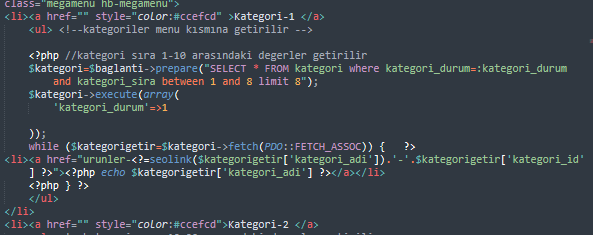 class="megamenu hb-megamenu">
<li><a href="" style="color:#ccefcd" >Kategori-1 </a>
<ul> <!--kategoriler menu kısmına getirilir -->
<?php //kategori sıra 1-10 arasındaki degerler getirilir
$kategori=$baglanti->prepare("SELECT * FROM kategori where kategori_durum=:kategori_durum
and kategori_sira between 1 and 8 limit 8");
$kategori->execute(array(
'kategori_durum'=>1
));
while ($kategorigetir=$kategori->fetch(PDO::FETCH_ASSOC)) { ?>
<li><a href="urunler-<?=seolink($kategorigetir['kategori_adi']).'-'.$kategorigetir['kategori_id'
] ?>"><?php echo $kategorigetir['kategori_adi'] ?></a></li>
<?php } ?>
</ul>
</li>
<li><a href="" style="color:#ccefcd">Kategori-2 </a>